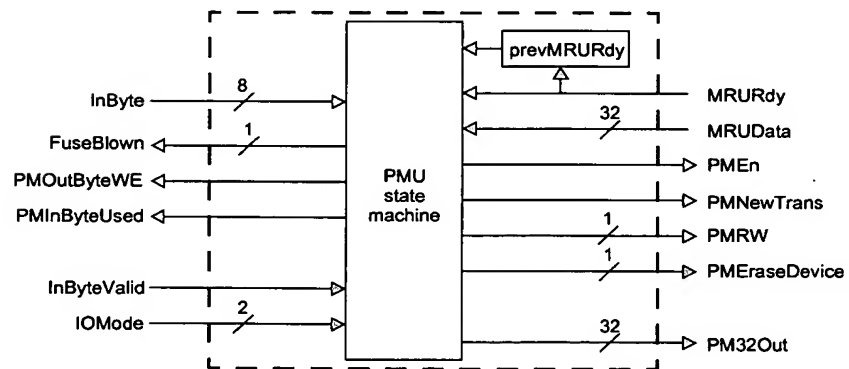 prevMRURdy
InByte
8
MRURdy
FuseBlown
1
32
MRUData
PMOutByteWE
PMU
state
machine
PMEn
PMInByteUsed
PMNewTrans
1
PMRW
1
PMEraseDevice
InByteValid
IOMode
2
32
PM32Out